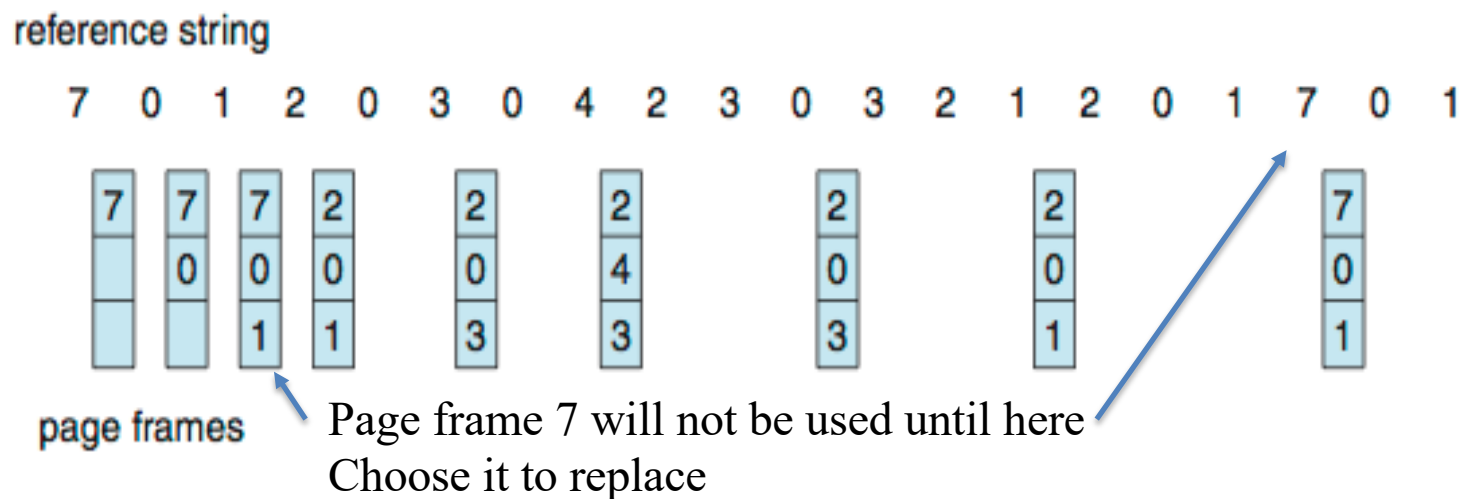 reference string
7 0 1 2 0 3 0 4 2 3 0 3 2 1 2 0 1 7 0 1
7 7 7 2 2 2 2 2 7
0 0 0 0 4 0 0 0
1 1 3 3 3 1 1
page frames
Page frame 7 will not be used until here
Choose it to replace